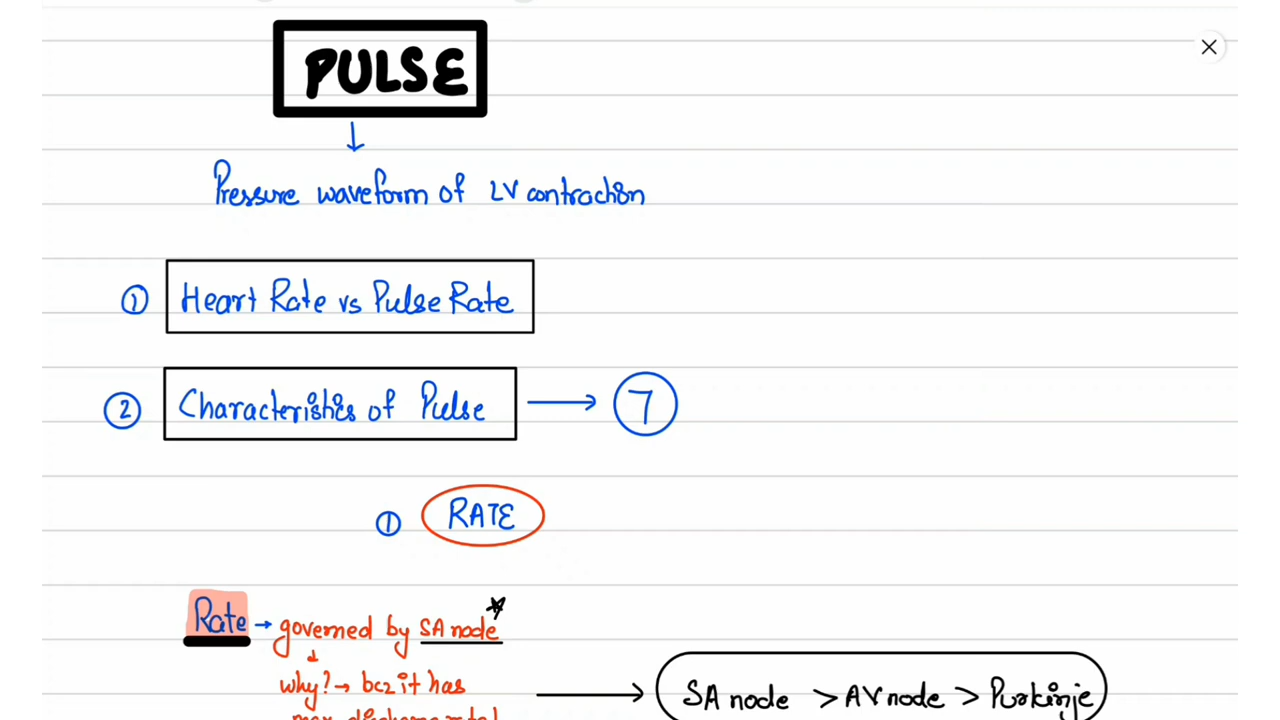 PULSE
↓
Pressure waveform of LV contraction
① Heart Rate vs Pulse Rate
② Characteristics of Pulse → ⑦
① RATE
Rate → governed by SA node*
↓
why? → bcz it has → SA node > AV node > Purkinje